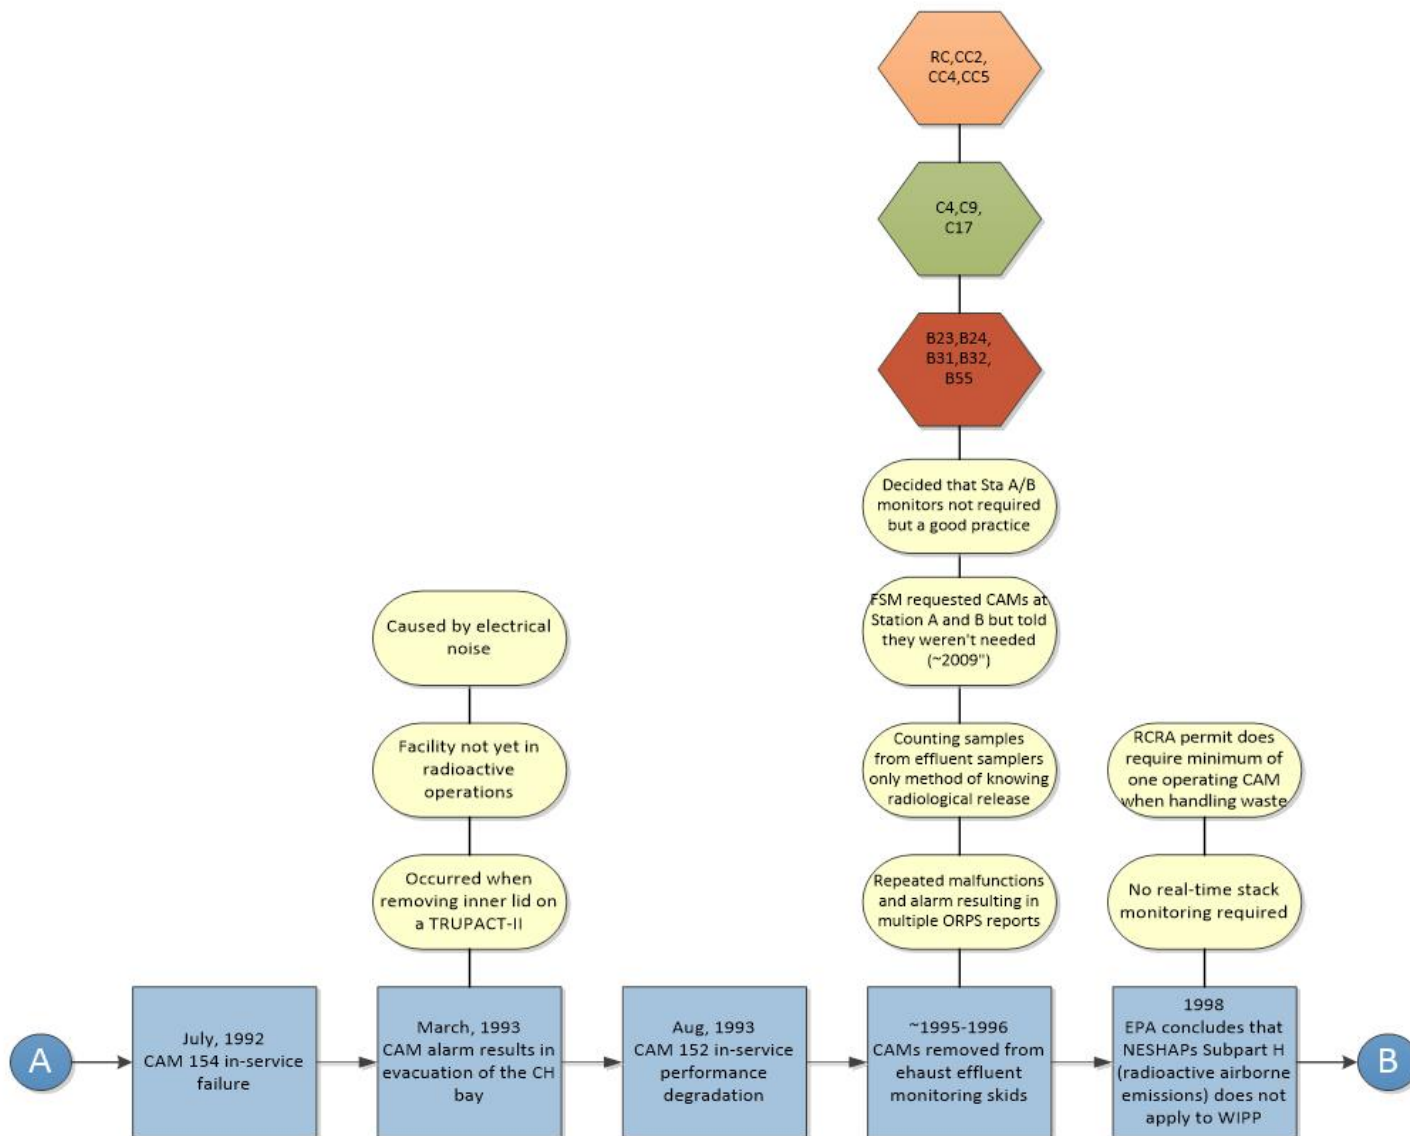 RC,CC2,
CC4,CC5
C4,C9,
C17
B23,B24,
B31,B32,
B55
Decided that Sta A/B
monitors not required
but a good practice
FSM requested CAMs at
Station A and B but told
they weren't needed
(~2009")
Caused by electrical
noise
Facility not yet in
radioactive
operations
Counting samples
from effluent samplers
only method of knowing
radiological release
RCRA permit does
require minimum of
one operating CAM
when handling waste
Occurred when
removing inner lid on
a TRUPACT-II
Repeated malfunctions
and alarm resulting in
multiple ORPS reports
No real-time stack
monitoring required
A
July, 1992
CAM 154 in-service
failure
March, 1993
CAM alarm results in
evacuation of the CH
bay
Aug, 1993
CAM 152 in-service
performance
degradation
~1995-1996
CAMs removed from
ehaust effluent
monitoring skids
1998
EPA concludes that
NESHAPs Subpart H
(radioactive airborne
emissions) does not
apply to WIPP
B